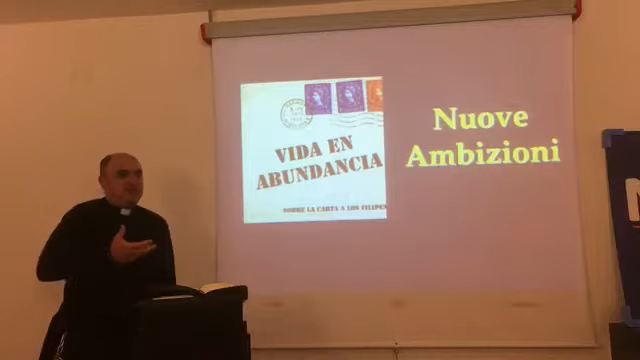 VIDA EN
ABUNDANCIA
SOBRE LA CARTA A LOS FILIPEN
Nuove
Ambizioni